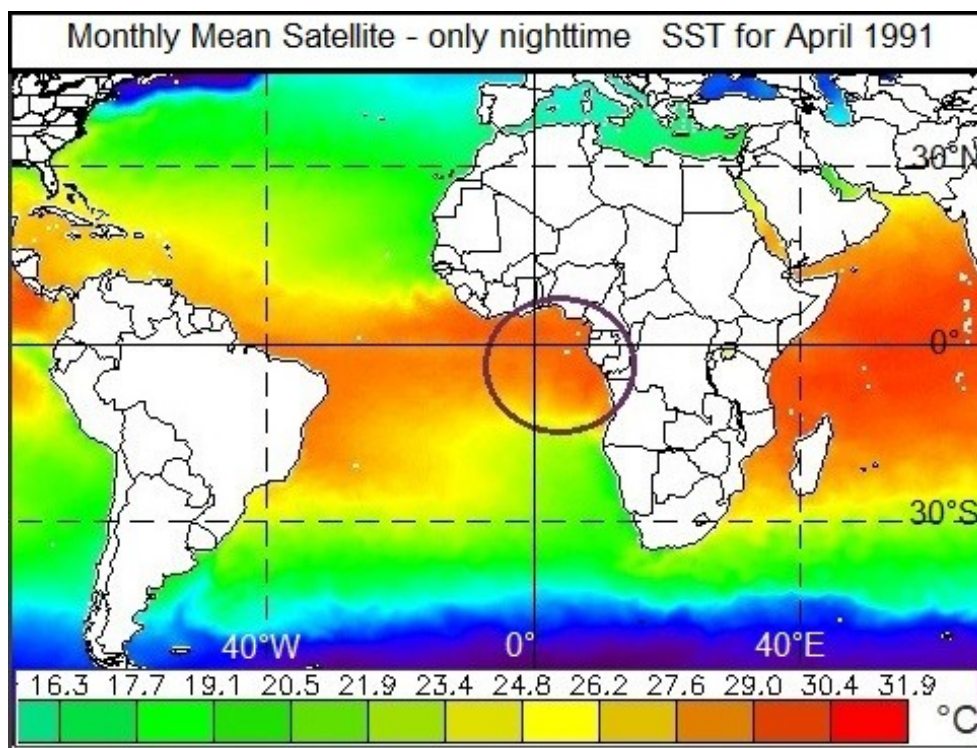 Monthly Mean Satellite - only nighttime SST for April 1991
30°N
0°
30°S
40°W 0° 40°E
16.3 17.7 19.1 20.5 21.9 23.4 24.8 26.2 27.6 29.0 30.4 31.9
°C